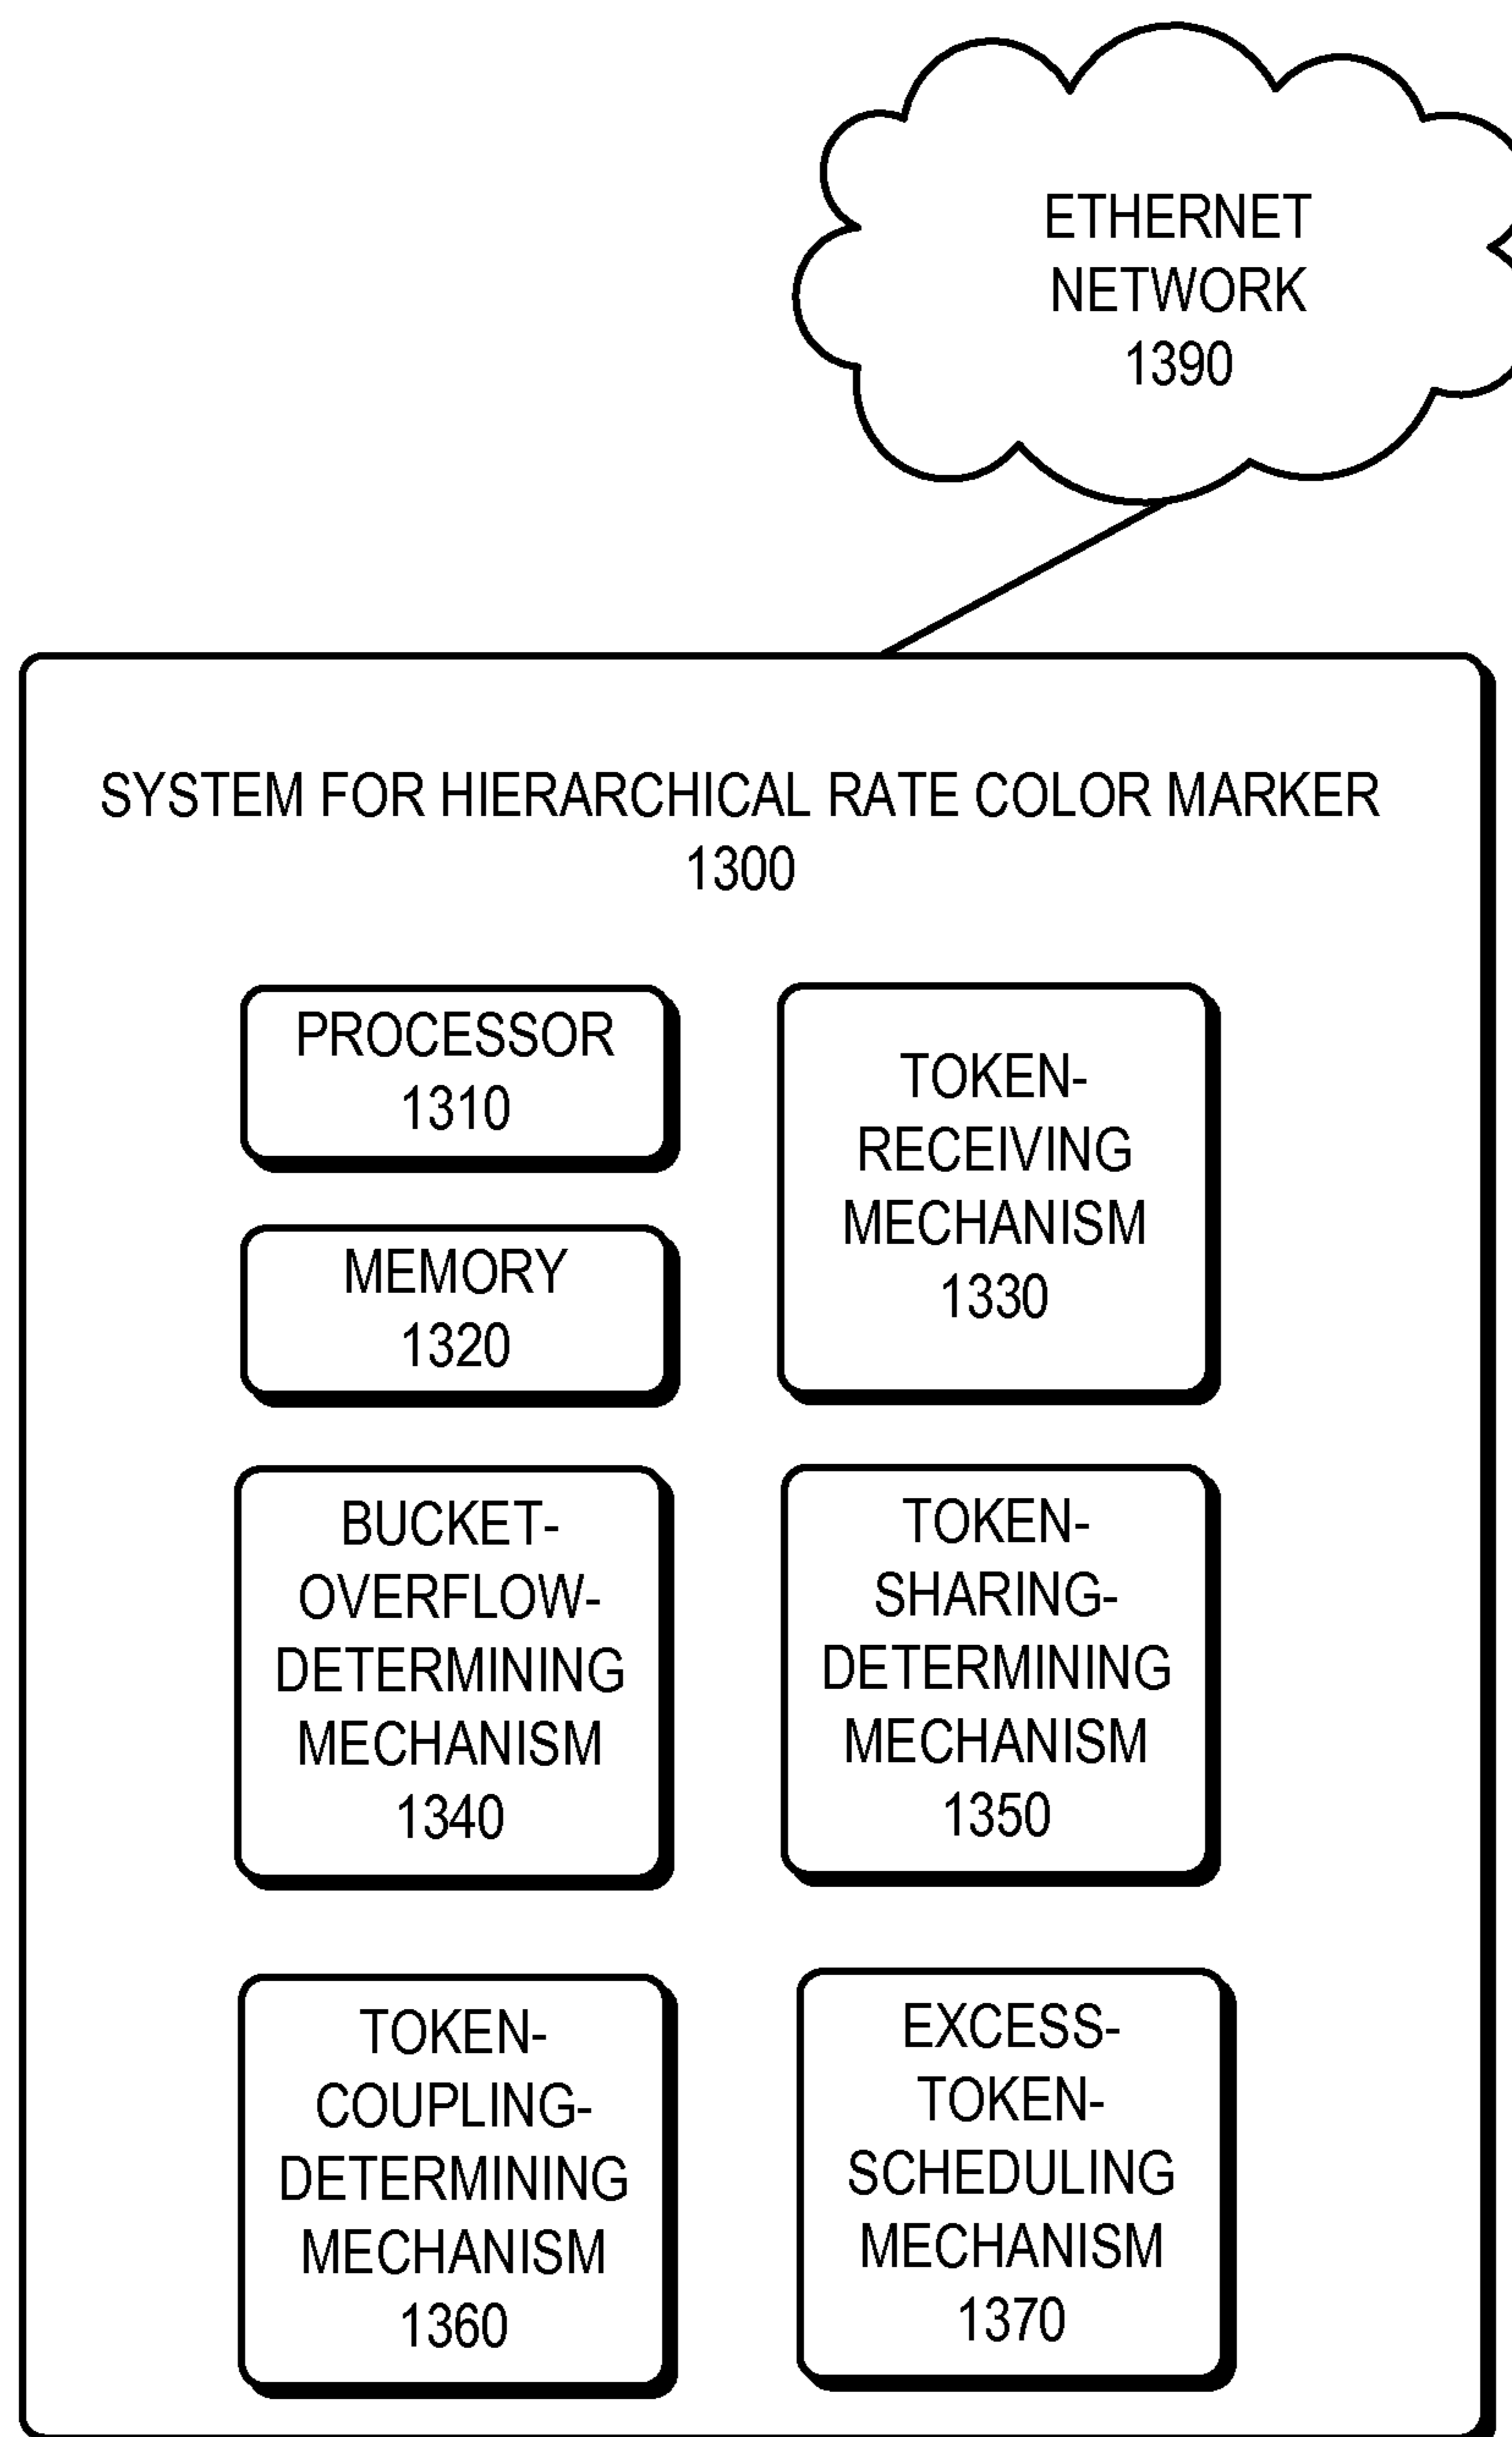 ETHERNET
NETWORK
1390
SYSTEM FOR HIERARCHICAL RATE COLOR MARKER
1300
PROCESSOR
1310
TOKEN-
RECEIVING
MECHANISM
1330
MEMORY
1320
BUCKET-
OVERFLOW-
DETERMINING
MECHANISM
1340
TOKEN-
SHARING-
DETERMINING
MECHANISM
1350
TOKEN-
COUPLING-
DETERMINING
MECHANISM
1360
EXCESS-
TOKEN-
SCHEDULING
MECHANISM
1370